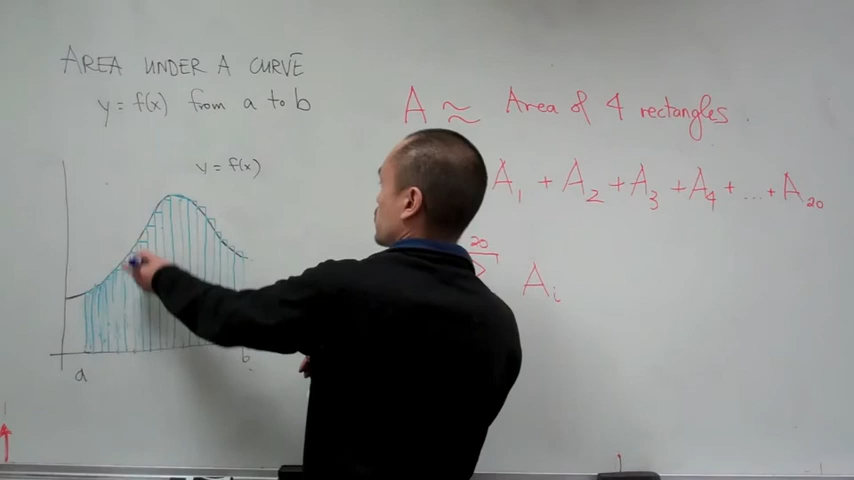 AREA UNDER A CURVE
y = f(x) from a to b
y = f(x)
a
b
A ≈ Area of 4 rectangles
A₁ + A₂ + A₃ + A₄ + ... + A₂₀
20
Σ Aᵢ